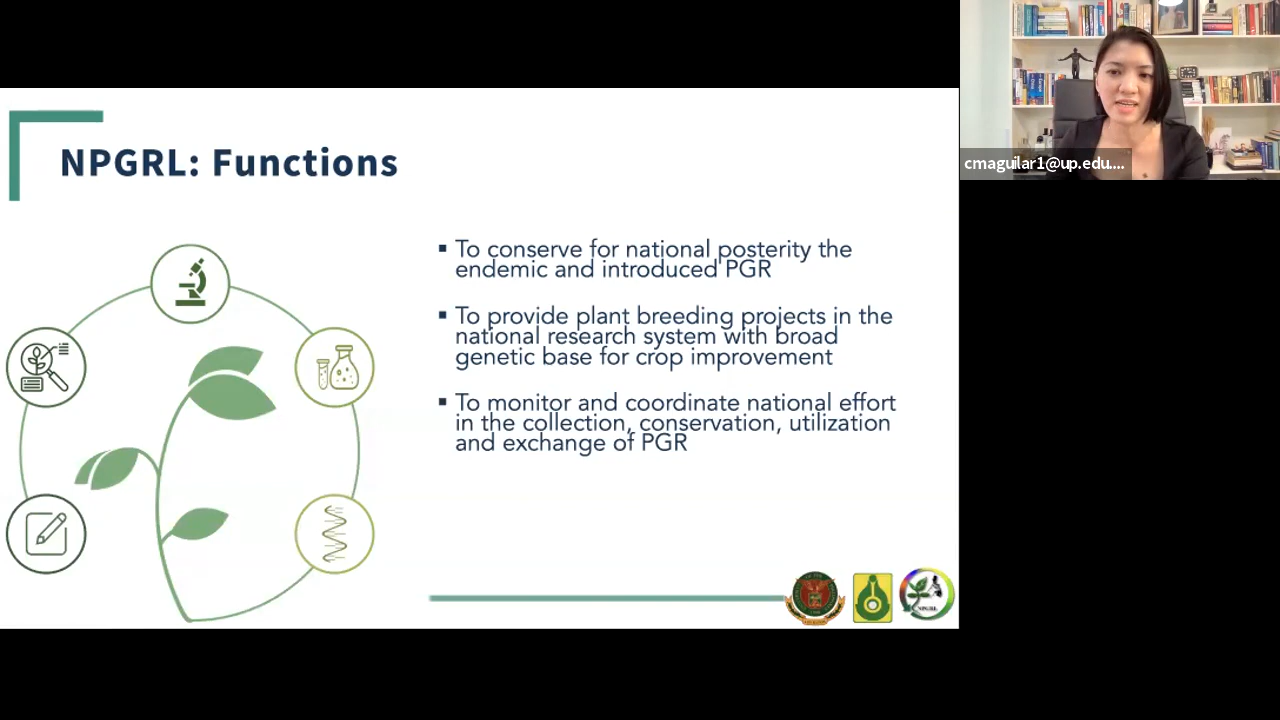 cmaguilar1@up.edu....
NPGRL: Functions
▪ To conserve for national posterity the
endemic and introduced PGR
▪ To provide plant breeding projects in the
national research system with broad
genetic base for crop improvement
▪ To monitor and coordinate national effort
in the collection, conservation, utilization
and exchange of PGR
NPGRL